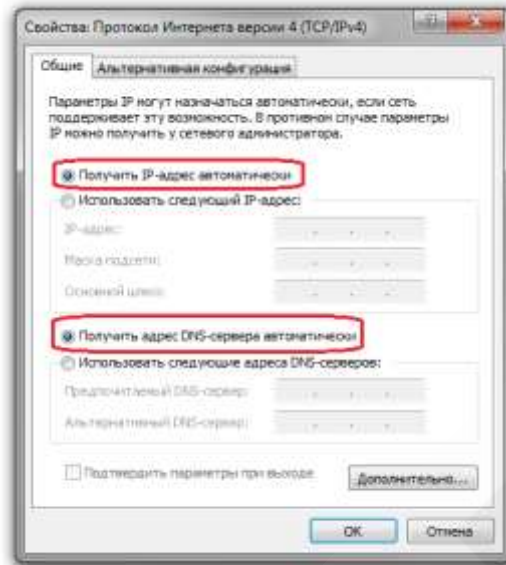 Свойства: Протокол Интернета версии 4 (TCP/IPv4)
Общие
Альтернативная конфигурация
Параметры IP могут назначаться автоматически, если сеть
поддерживает эту возможность. В противном случае параметры
IP можно получить у сетевого администратора.
Получить IP-адрес автоматически
Использовать следующий IP-адрес:
IP-адрес:
Маска подсети:
Основной шлюз:
Получить адрес DNS-сервера автоматически
Использовать следующие адреса DNS-серверов:
Предпочитаемый DNS-сервер:
Альтернативный DNS-сервер:
Подтвердить параметры при выходе
Дополнительно...
OK
Отмена